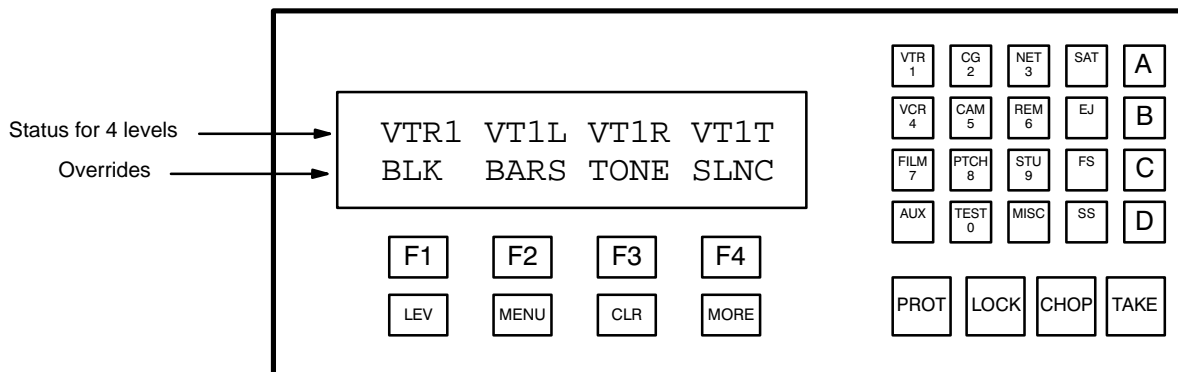 Status for 4 levels
Overrides
VTR1 VT1L VT1R VT1T
BLK BARS TONE SLNC
F1 F2 F3 F4
LEV MENU CLR MORE
VTR 1 CG 2 NET 3 SAT A
VCR 4 CAM 5 REM 6 EJ B
FILM 7 PTCH 8 STU 9 FS C
AUX TEST 0 MISC SS D
PROT LOCK CHOP TAKE